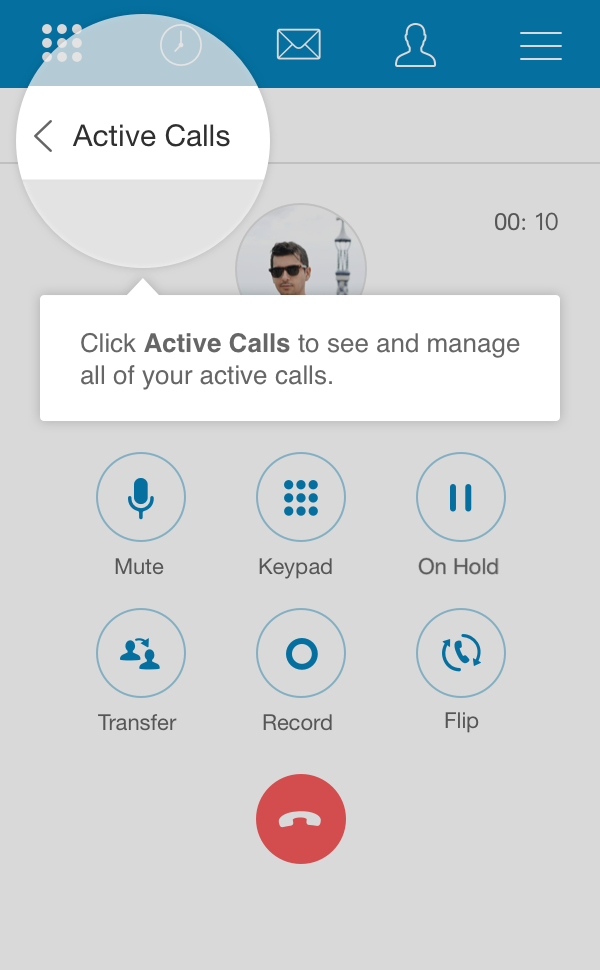 Active Calls
00: 10
Click Active Calls to see and manage
all of your active calls.
Mute
Keypad
On Hold
Transfer
Record
Flip